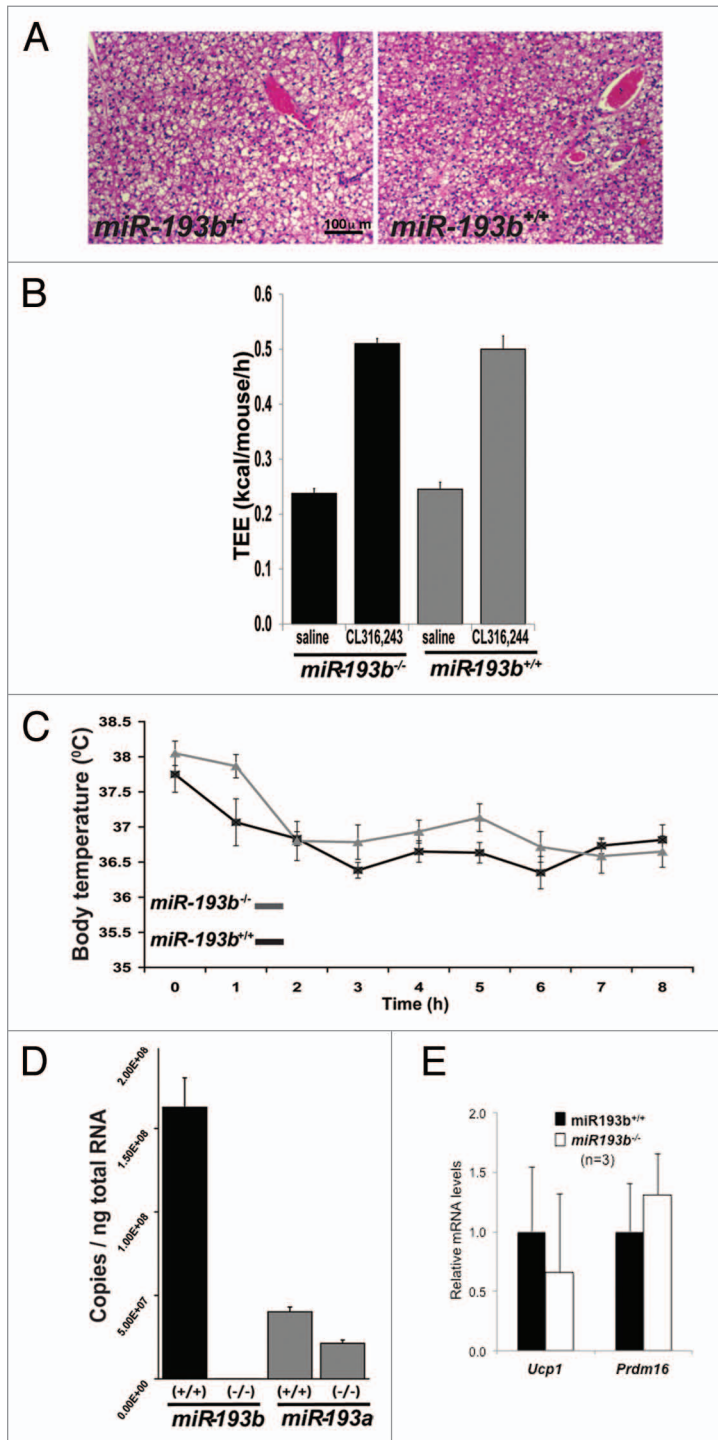 A
miR-193b-/-
100μm
miR-193b+/+
B
TEE (kcal/mouse/h)
0.6
0.5
0.4
0.3
0.2
0.1
0.0
saline
CL316,243
saline
CL316,244
miR-193b-/-
miR-193b+/+
C
Body temperature (⁰C)
38.5
38
37.5
37
36.5
36
35.5
35
miR-193b-/-
miR-193b+/+
0 1 2 3 4 5 6 7 8
Time (h)
D
Copies / ng total RNA
2.00E+08
1.50E+08
1.00E+08
5.00E+07
0.00E+00
(+/+) (-/-) (+/+) (-/-)
miR-193b miR-193a
E
Relative mRNA levels
2.0
1.5
1.0
0.5
0.0
miR193b+/+
miR193b-/-
(n=3)
Ucp1 Prdm16